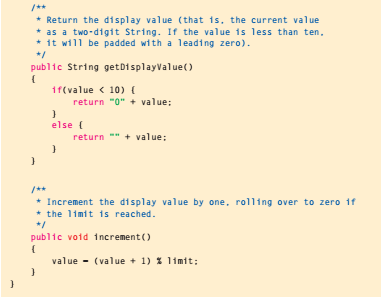 /**
 * Return the display value (that is, the current value
 * as a two-digit String. If the value is less than ten,
 * it will be padded with a leading zero).
 */
public String getDisplayValue()
{
    if(value < 10) {
        return "0" + value;
    }
    else {
        return "" + value;
    }
}
/**
 * Increment the display value by one, rolling over to zero if
 * the limit is reached.
 */
public void increment()
{
    value = (value + 1) % limit;
}
}